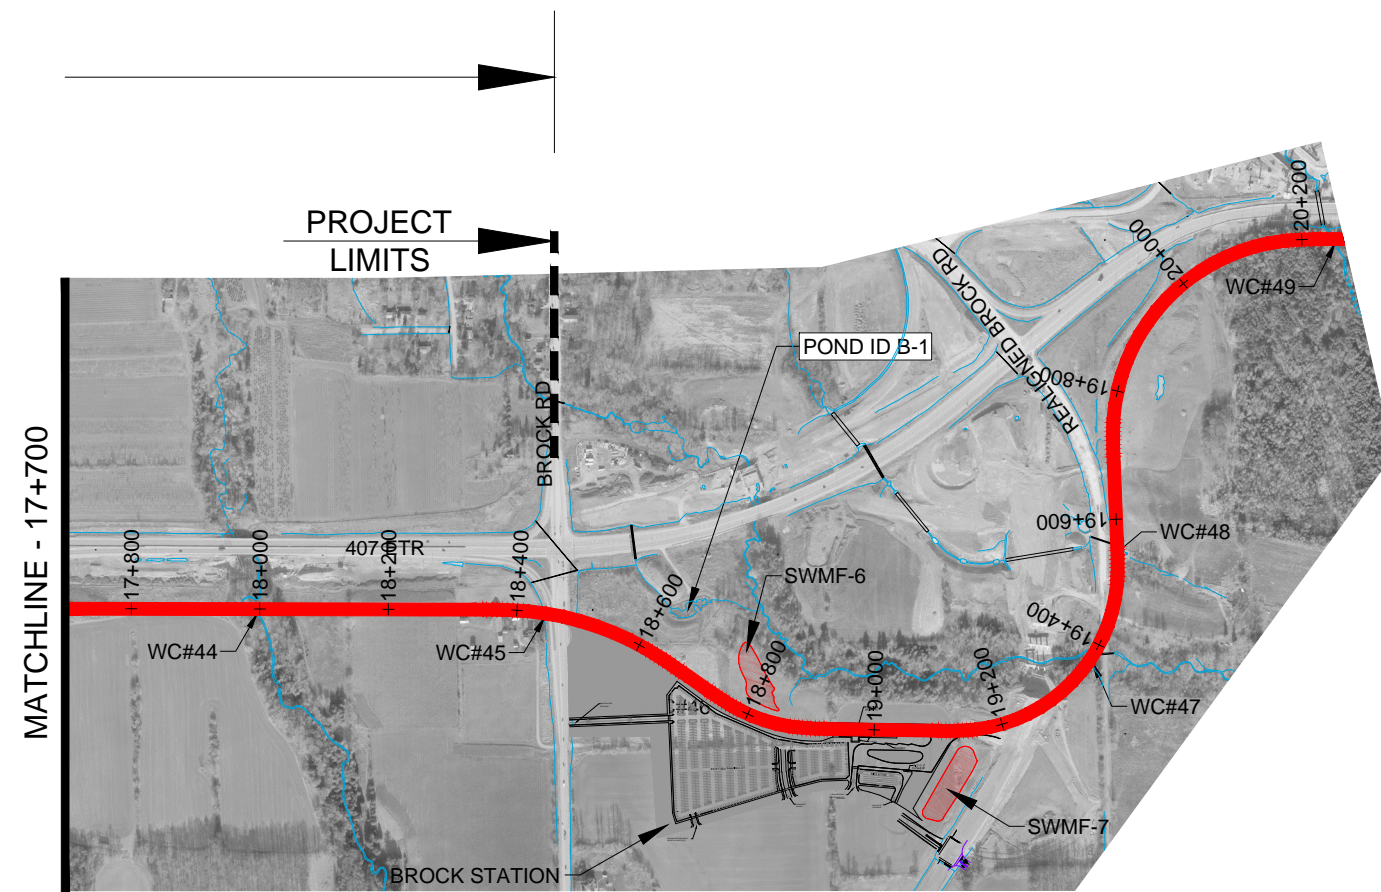 PROJECT
LIMITS
MATCHLINE - 17+700
BROCK RD
REALIGNED BROCK RD
POND ID B-1
WC#49
20+200
20+000
19+800
19+600
WC#48
19+400
WC#47
19+200
19+000
18+800
SWMF-6
18+600
18+400
18+200
18+000
17+800
WC#44
WC#45
SWMF-7
BROCK STATION